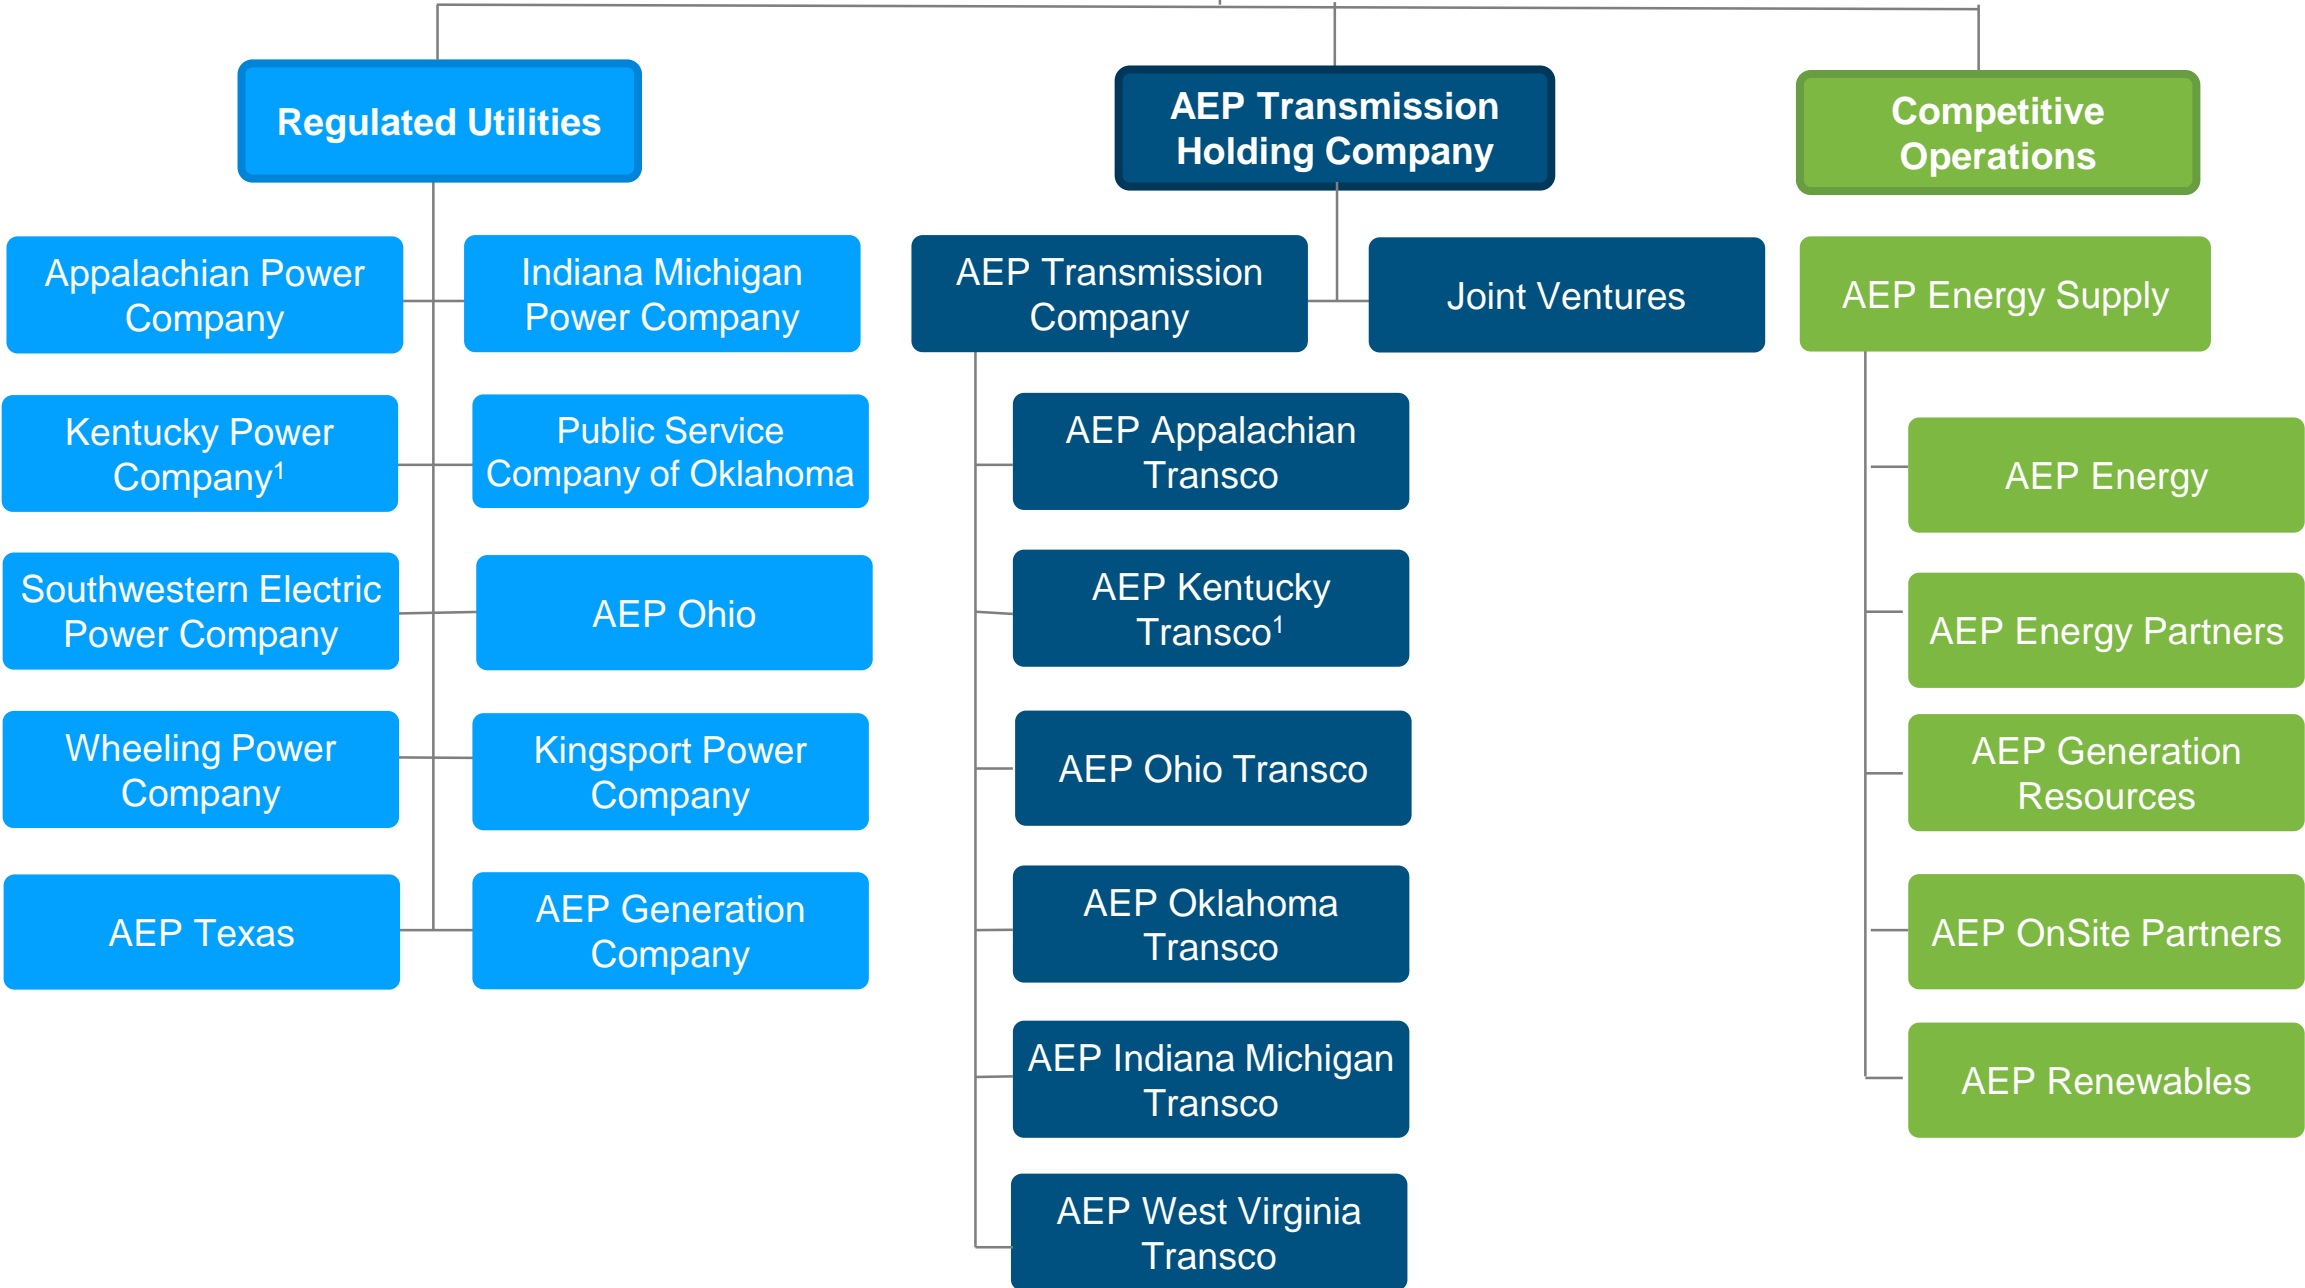 Regulated Utilities
AEP Transmission
Holding Company
Competitive
Operations
Appalachian Power
Company
Indiana Michigan
Power Company
Kentucky Power
Company¹
Public Service
Company of Oklahoma
Southwestern Electric
Power Company
AEP Ohio
Wheeling Power
Company
Kingsport Power
Company
AEP Texas
AEP Generation
Company
AEP Transmission
Company
Joint Ventures
AEP Appalachian
Transco
AEP Kentucky
Transco¹
AEP Ohio Transco
AEP Oklahoma
Transco
AEP Indiana Michigan
Transco
AEP West Virginia
Transco
AEP Energy Supply
AEP Energy
AEP Energy Partners
AEP Generation
Resources
AEP OnSite Partners
AEP Renewables